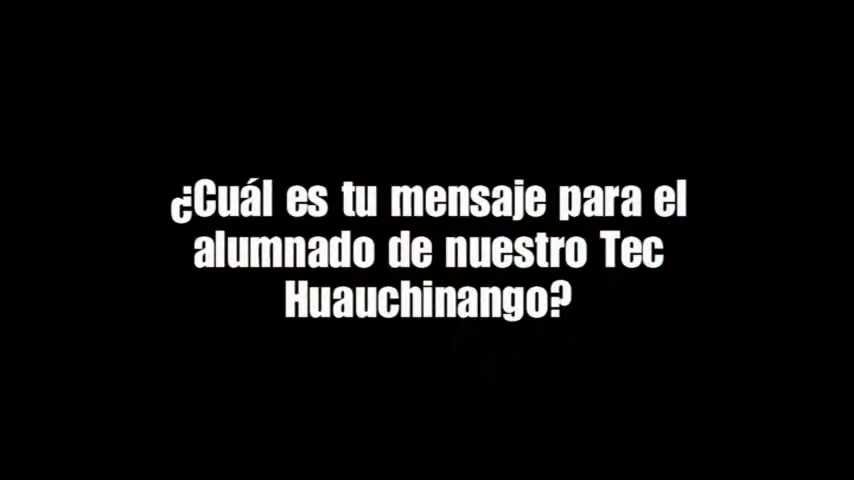 ¿Cuál es tu mensaje para el
alumnado de nuestro Tec
Huauchinango?